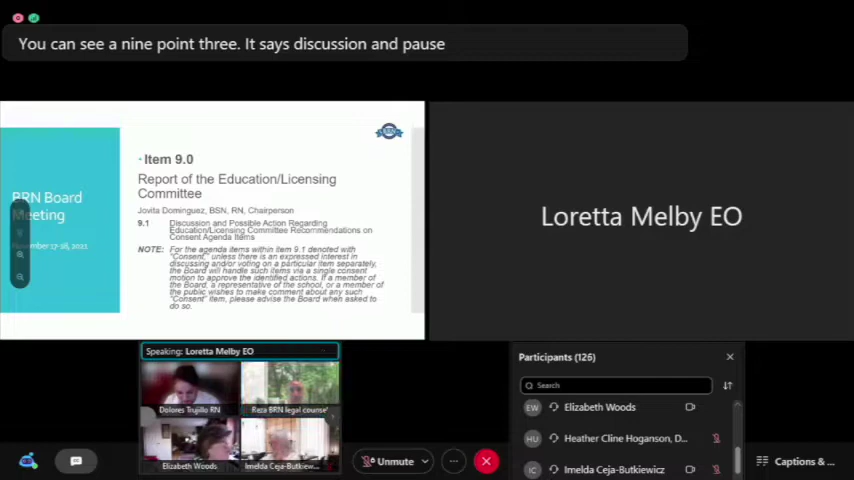 You can see a nine point three. It says discussion and pause
BRN Board
Meeting
November 17-18, 2021
Item 9.0
Report of the Education/Licensing
Committee
Jovita Dominguez, BSN, RN, Chairperson
9.1 Discussion and Possible Action Regarding
Education/Licensing Committee Recommendations on
Consent Agenda Items
NOTE: For the agenda items within item 9.1 denoted with
"Consent," unless there is an expressed interest in
discussing and/or voting on a particular item separately,
the Board will handle such items via a single consent
motion to approve the identified actions. If a member of
the Board, a representative of the school, or a member of
the public wishes to make comment about any such
"Consent" item, please advise the Board when asked to
do so.
Loretta Melby EO
Speaking: Loretta Melby EO
Dolores Trujillo RN
Reza BRN legal counse'
Elizabeth Woods
Imelda Ceja-Butkiew...
Participants (126)
Search
EW Elizabeth Woods
HU Heather Cline Hoganson, D...
IC Imelda Ceja-Butkiewicz
Unmute
Captions & ...